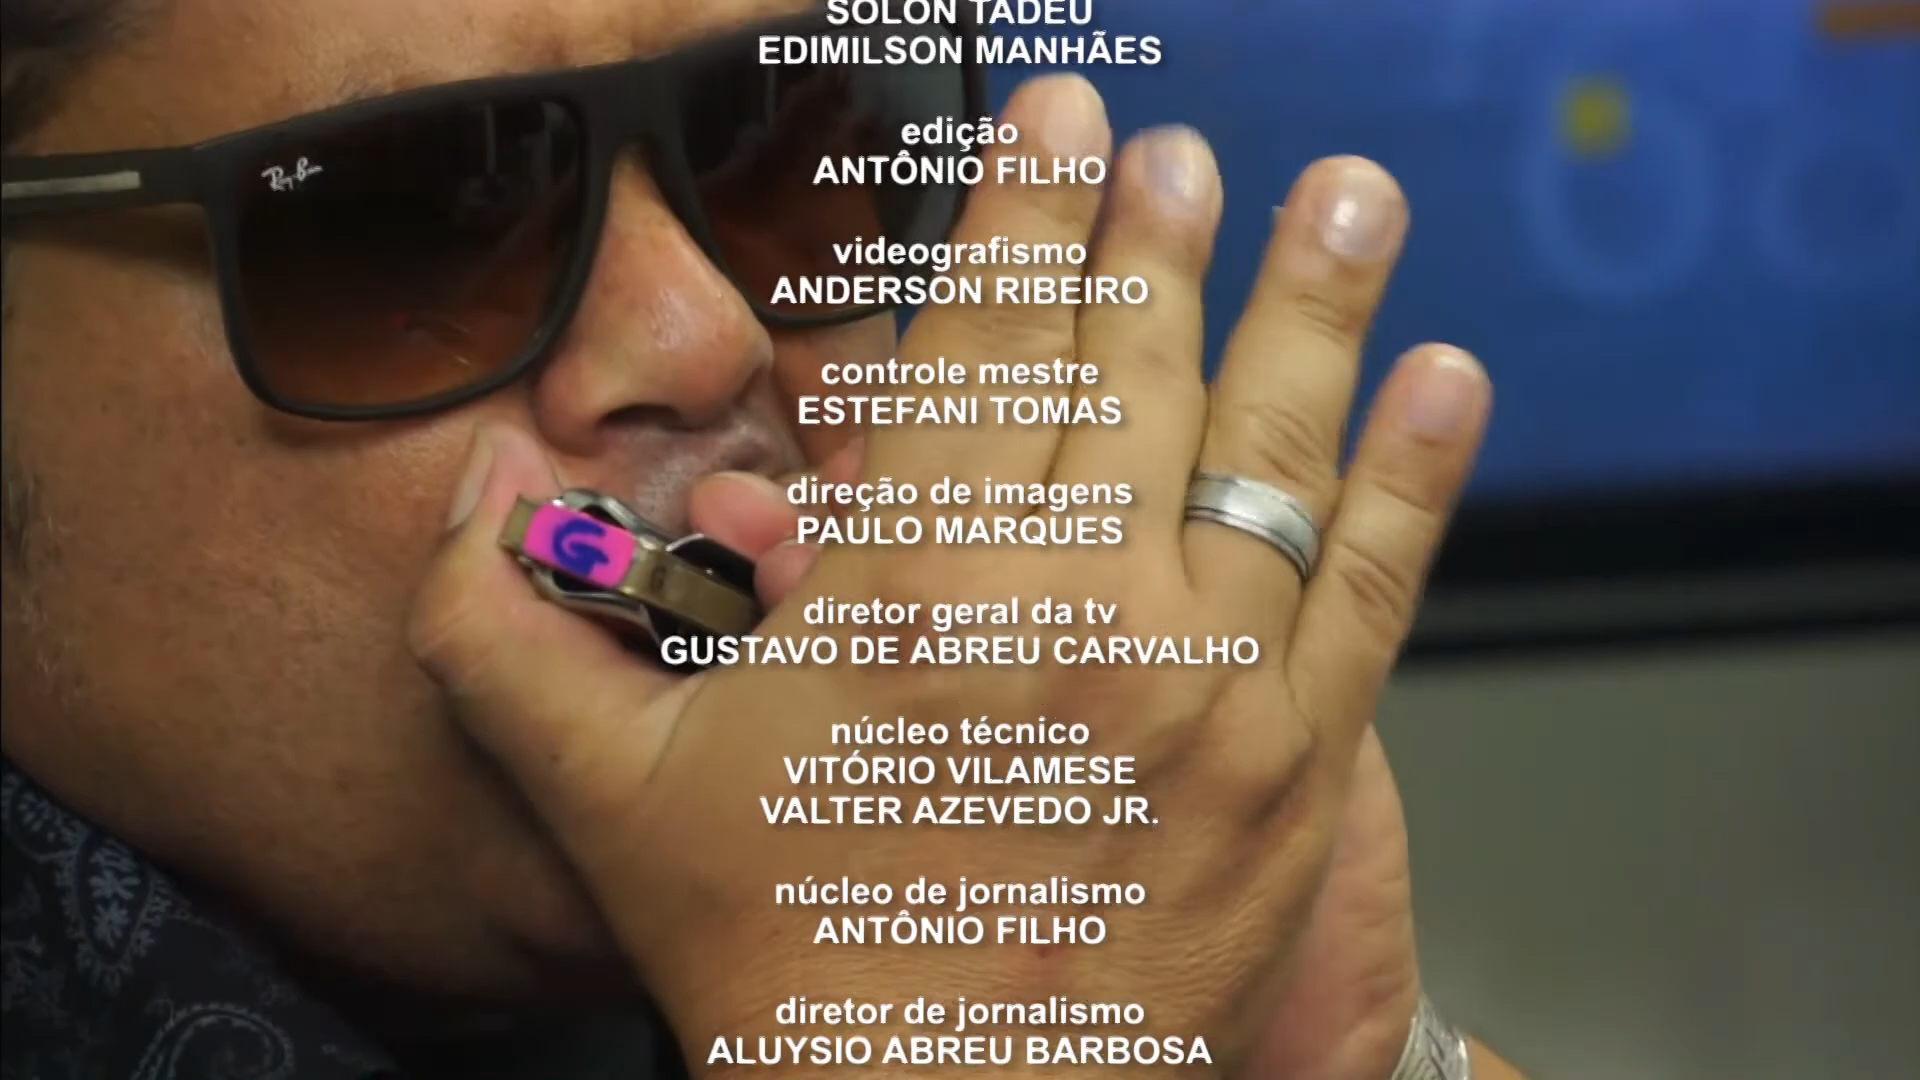 SOLON TADEU
EDIMILSON MANHÃES
edição
ANTÔNIO FILHO
videografismo
ANDERSON RIBEIRO
controle mestre
ESTEFANI TOMAS
direção de imagens
PAULO MARQUES
diretor geral da tv
GUSTAVO DE ABREU CARVALHO
núcleo técnico
VITÓRIO VILAMESE
VALTER AZEVEDO JR.
núcleo de jornalismo
ANTÔNIO FILHO
diretor de jornalismo
ALUYSIO ABREU BARBOSA
Ray-Ban
G